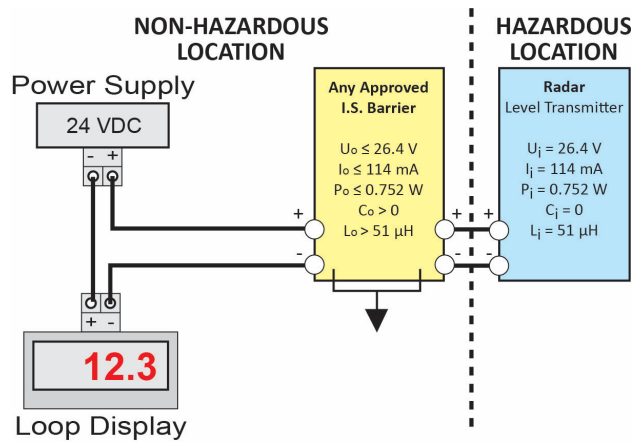 NON-HAZARDOUS
LOCATION
HAZARDOUS
LOCATION
Power Supply
24 VDC
- +
Any Approved
I.S. Barrier
Uo ≤ 26.4 V
Io ≤ 114 mA
Po ≤ 0.752 W
Co > 0
Lo > 51 µH
+
-
+
-
Radar
Level Transmitter
Ui = 26.4 V
Ii = 114 mA
Pi = 0.752 W
Ci = 0
Li = 51 µH
+
-
+ -
12.3
Loop Display